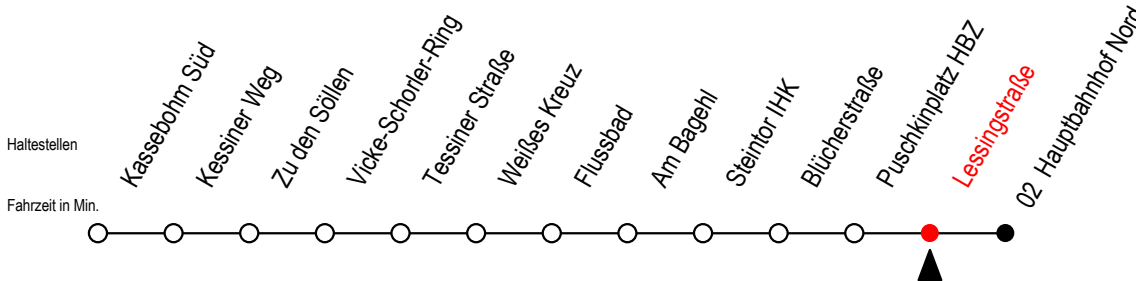 Haltestellen
Kassebohm Süd
Kessiner Weg
Zu den Söllen
Vicke-Schorler-Ring
Tessiner Straße
Weißes Kreuz
Flussbad
Am Bagehl
Steintor IHK
Blücherstraße
Puschkinplatz HBZ
Lessingstraße
02 Hauptbahnhof Nord
Fahrzeit in Min.